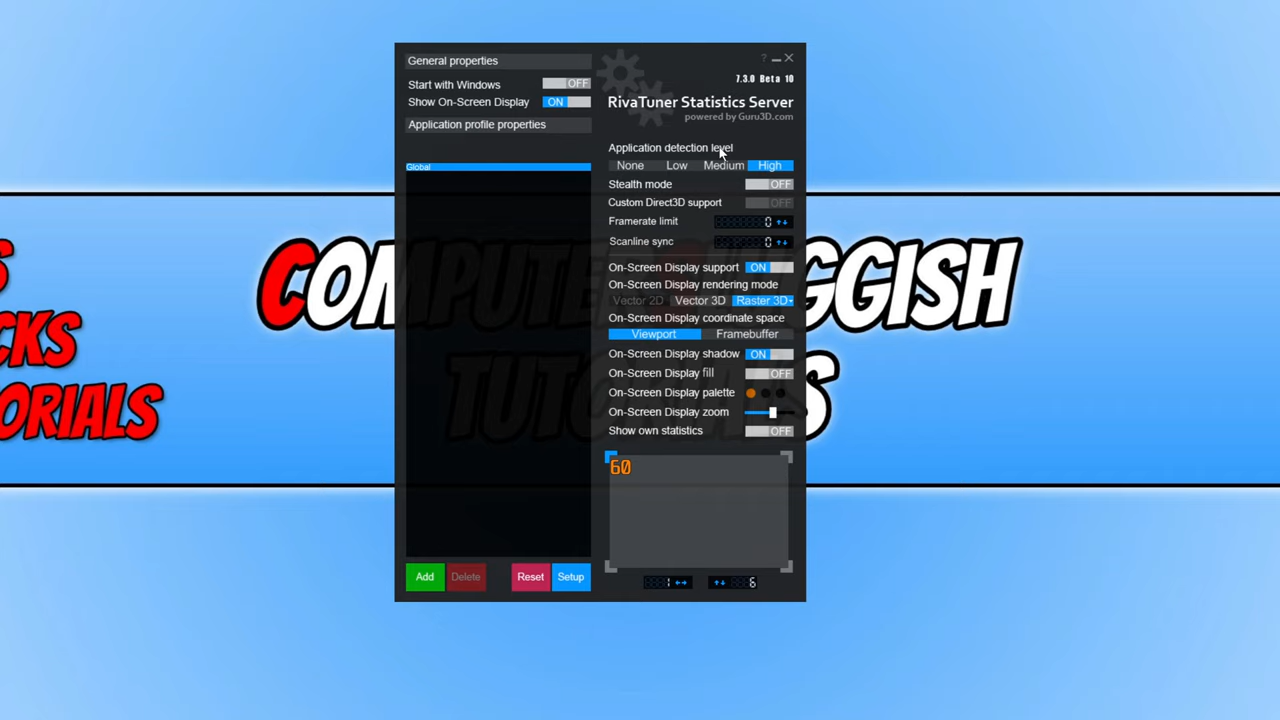 General properties
Start with Windows OFF
Show On-Screen Display ON
Application profile properties
Global
Add Delete Reset Setup
? 
7.3.0 Beta 10
RivaTuner Statistics Server
powered by Guru3D.com
Application detection level
None Low Medium High
Stealth mode OFF
Custom Direct3D support OFF
Framerate limit 0
Scanline sync 0
On-Screen Display support ON
On-Screen Display rendering mode
Vector 2D Vector 3D Raster 3D
On-Screen Display coordinate space
Viewport Framebuffer
On-Screen Display shadow ON
On-Screen Display fill OFF
On-Screen Display palette
On-Screen Display zoom
Show own statistics OFF
60
1 6
COMPUTER SLUGGISH
TUTORIALS